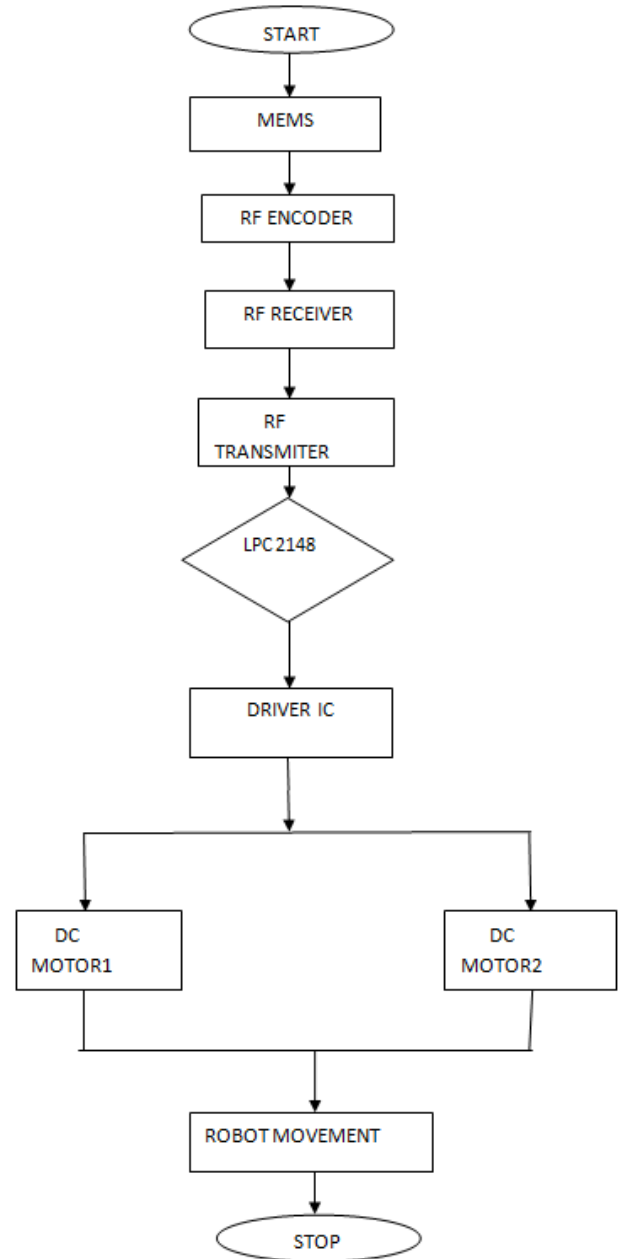 START
MEMS
RF ENCODER
RF RECEIVER
RF
TRANSMITER
LPC 2148
DRIVER IC
DC
MOTOR1
DC
MOTOR2
ROBOT MOVEMENT
STOP